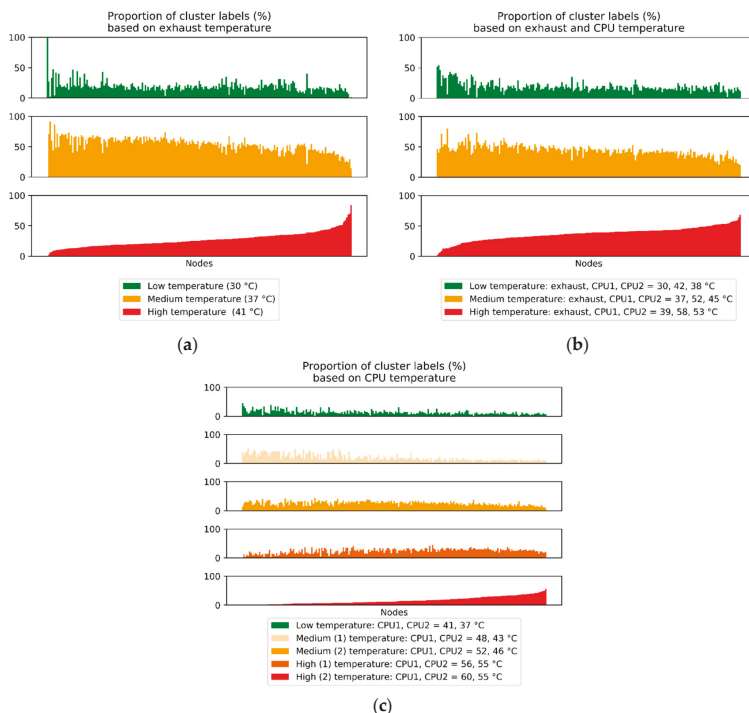 Proportion of cluster labels (%)
based on exhaust temperature
100
50
0
100
50
0
100
50
0
Nodes
Low temperature (30 °C)
Medium temperature (37 °C)
High temperature (41 °C)
(a)
Proportion of cluster labels (%)
based on exhaust and CPU temperature
100
50
0
100
50
0
100
50
0
Nodes
Low temperature: exhaust, CPU1, CPU2 = 30, 42, 38 °C
Medium temperature: exhaust, CPU1, CPU2 = 37, 52, 45 °C
High temperature: exhaust, CPU1, CPU2 = 39, 58, 53 °C
(b)
Proportion of cluster labels (%)
based on CPU temperature
100
0
100
0
100
0
100
0
100
0
Nodes
Low temperature: CPU1, CPU2 = 41, 37 °C
Medium (1) temperature: CPU1, CPU2 = 48, 43 °C
Medium (2) temperature: CPU1, CPU2 = 52, 46 °C
High (1) temperature: CPU1, CPU2 = 56, 55 °C
High (2) temperature: CPU1, CPU2 = 60, 55 °C
(c)